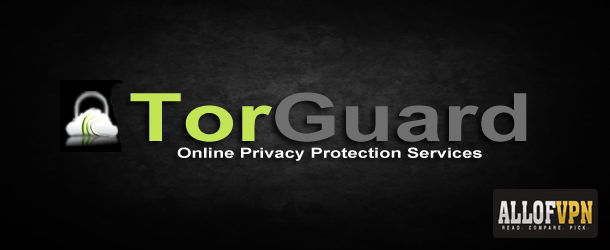 TorGuard
Online Privacy Protection Services
ALLOFVPN
READ. COMPARE. PICK.